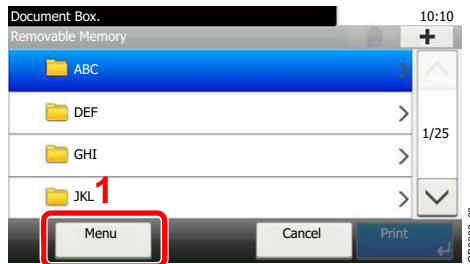 Document Box. 10:10
Removable Memory +
ABC
DEF
1/25
GHI
JKL 1
Menu Cancel Print